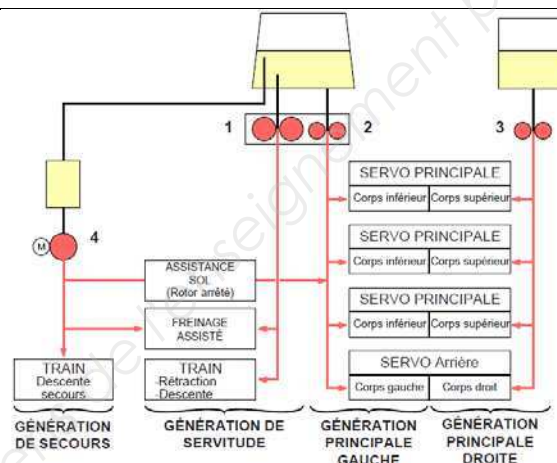 1
2
3
4
M
SERVO PRINCIPALE
Corps inférieur Corps supérieur
SERVO PRINCIPALE
Corps inférieur Corps supérieur
SERVO PRINCIPALE
Corps inférieur Corps supérieur
SERVO Arrière
Corps gauche Corps droit
ASSISTANCE
SOL
(Rotor arrêté)
FREINAGE
ASSISTÉ
TRAIN
Descente
secours
TRAIN
-Rétraction
-Descente
GÉNÉRATION
DE SECOURS
GÉNÉRATION DE
SERVITUDE
GÉNÉRATION
PRINCIPALE
GAUCHE
GÉNÉRATION
PRINCIPALE
DROITE
de l'enseignement